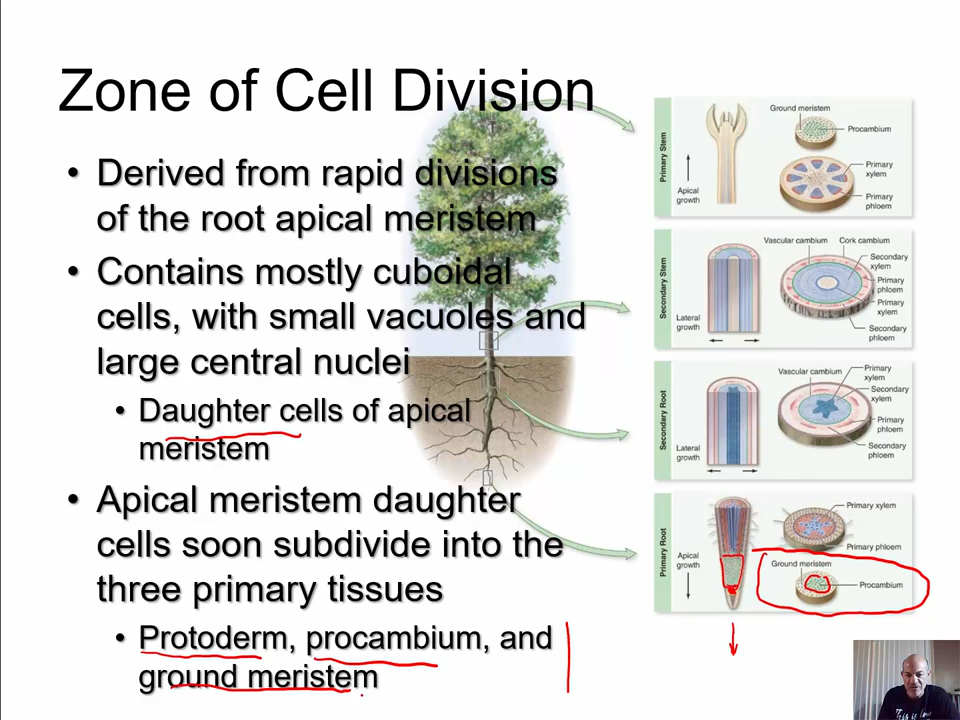 Zone of Cell Division
• Derived from rapid divisions
of the root apical meristem
• Contains mostly cuboidal
cells, with small vacuoles and
large central nuclei
• Daughter cells of apical
meristem
• Apical meristem daughter
cells soon subdivide into the
three primary tissues
• Protoderm, procambium, and
ground meristem
Primary Stem
Apical
growth
Ground meristem
Procambium
Primary
xylem
Primary
phloem
Secondary Stem
Lateral
growth
Vascular cambium
Cork cambium
Secondary
xylem
Primary
phloem
Primary
xylem
Secondary
phloem
Secondary Root
Lateral
growth
Vascular cambium
Primary
xylem
Secondary
xylem
Primary
phloem
Secondary
phloem
Primary Root
Apical
growth
Primary xylem
Primary phloem
Ground meristem
Procambium